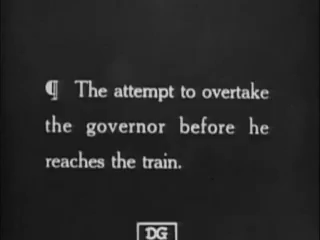 ¶ The attempt to overtake
the governor before he
reaches the train.
DG